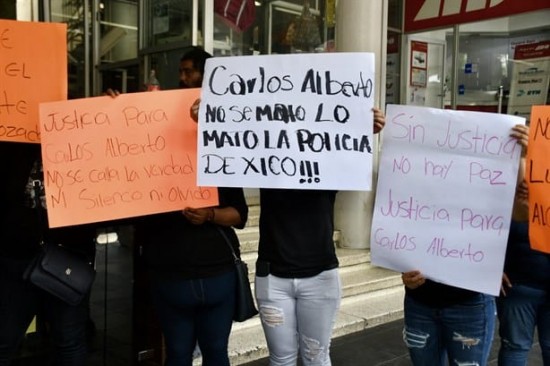 EL
Justicia Para
Carlos Alberto
No se calla la verdad
Ni Silencio ni Olvido
Carlos Alberto
NO SE MATO LO
MATO LA POLICIA
DE XICO!!!
Sin Justicia
No hay Paz
Justicia para
Carlos Alberto